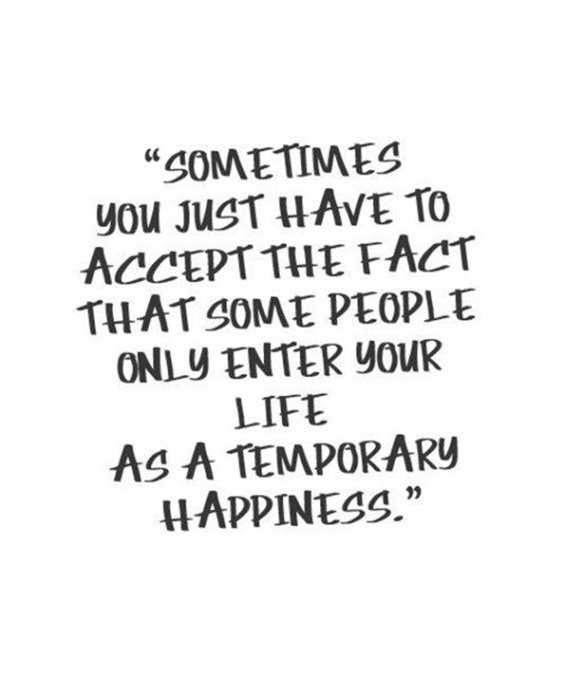 “SOMETIMES
YOU JUST HAVE TO
ACCEPT THE FACT
THAT SOME PEOPLE
ONLY ENTER YOUR
LIFE
AS A TEMPORARY
HAPPINESS.”